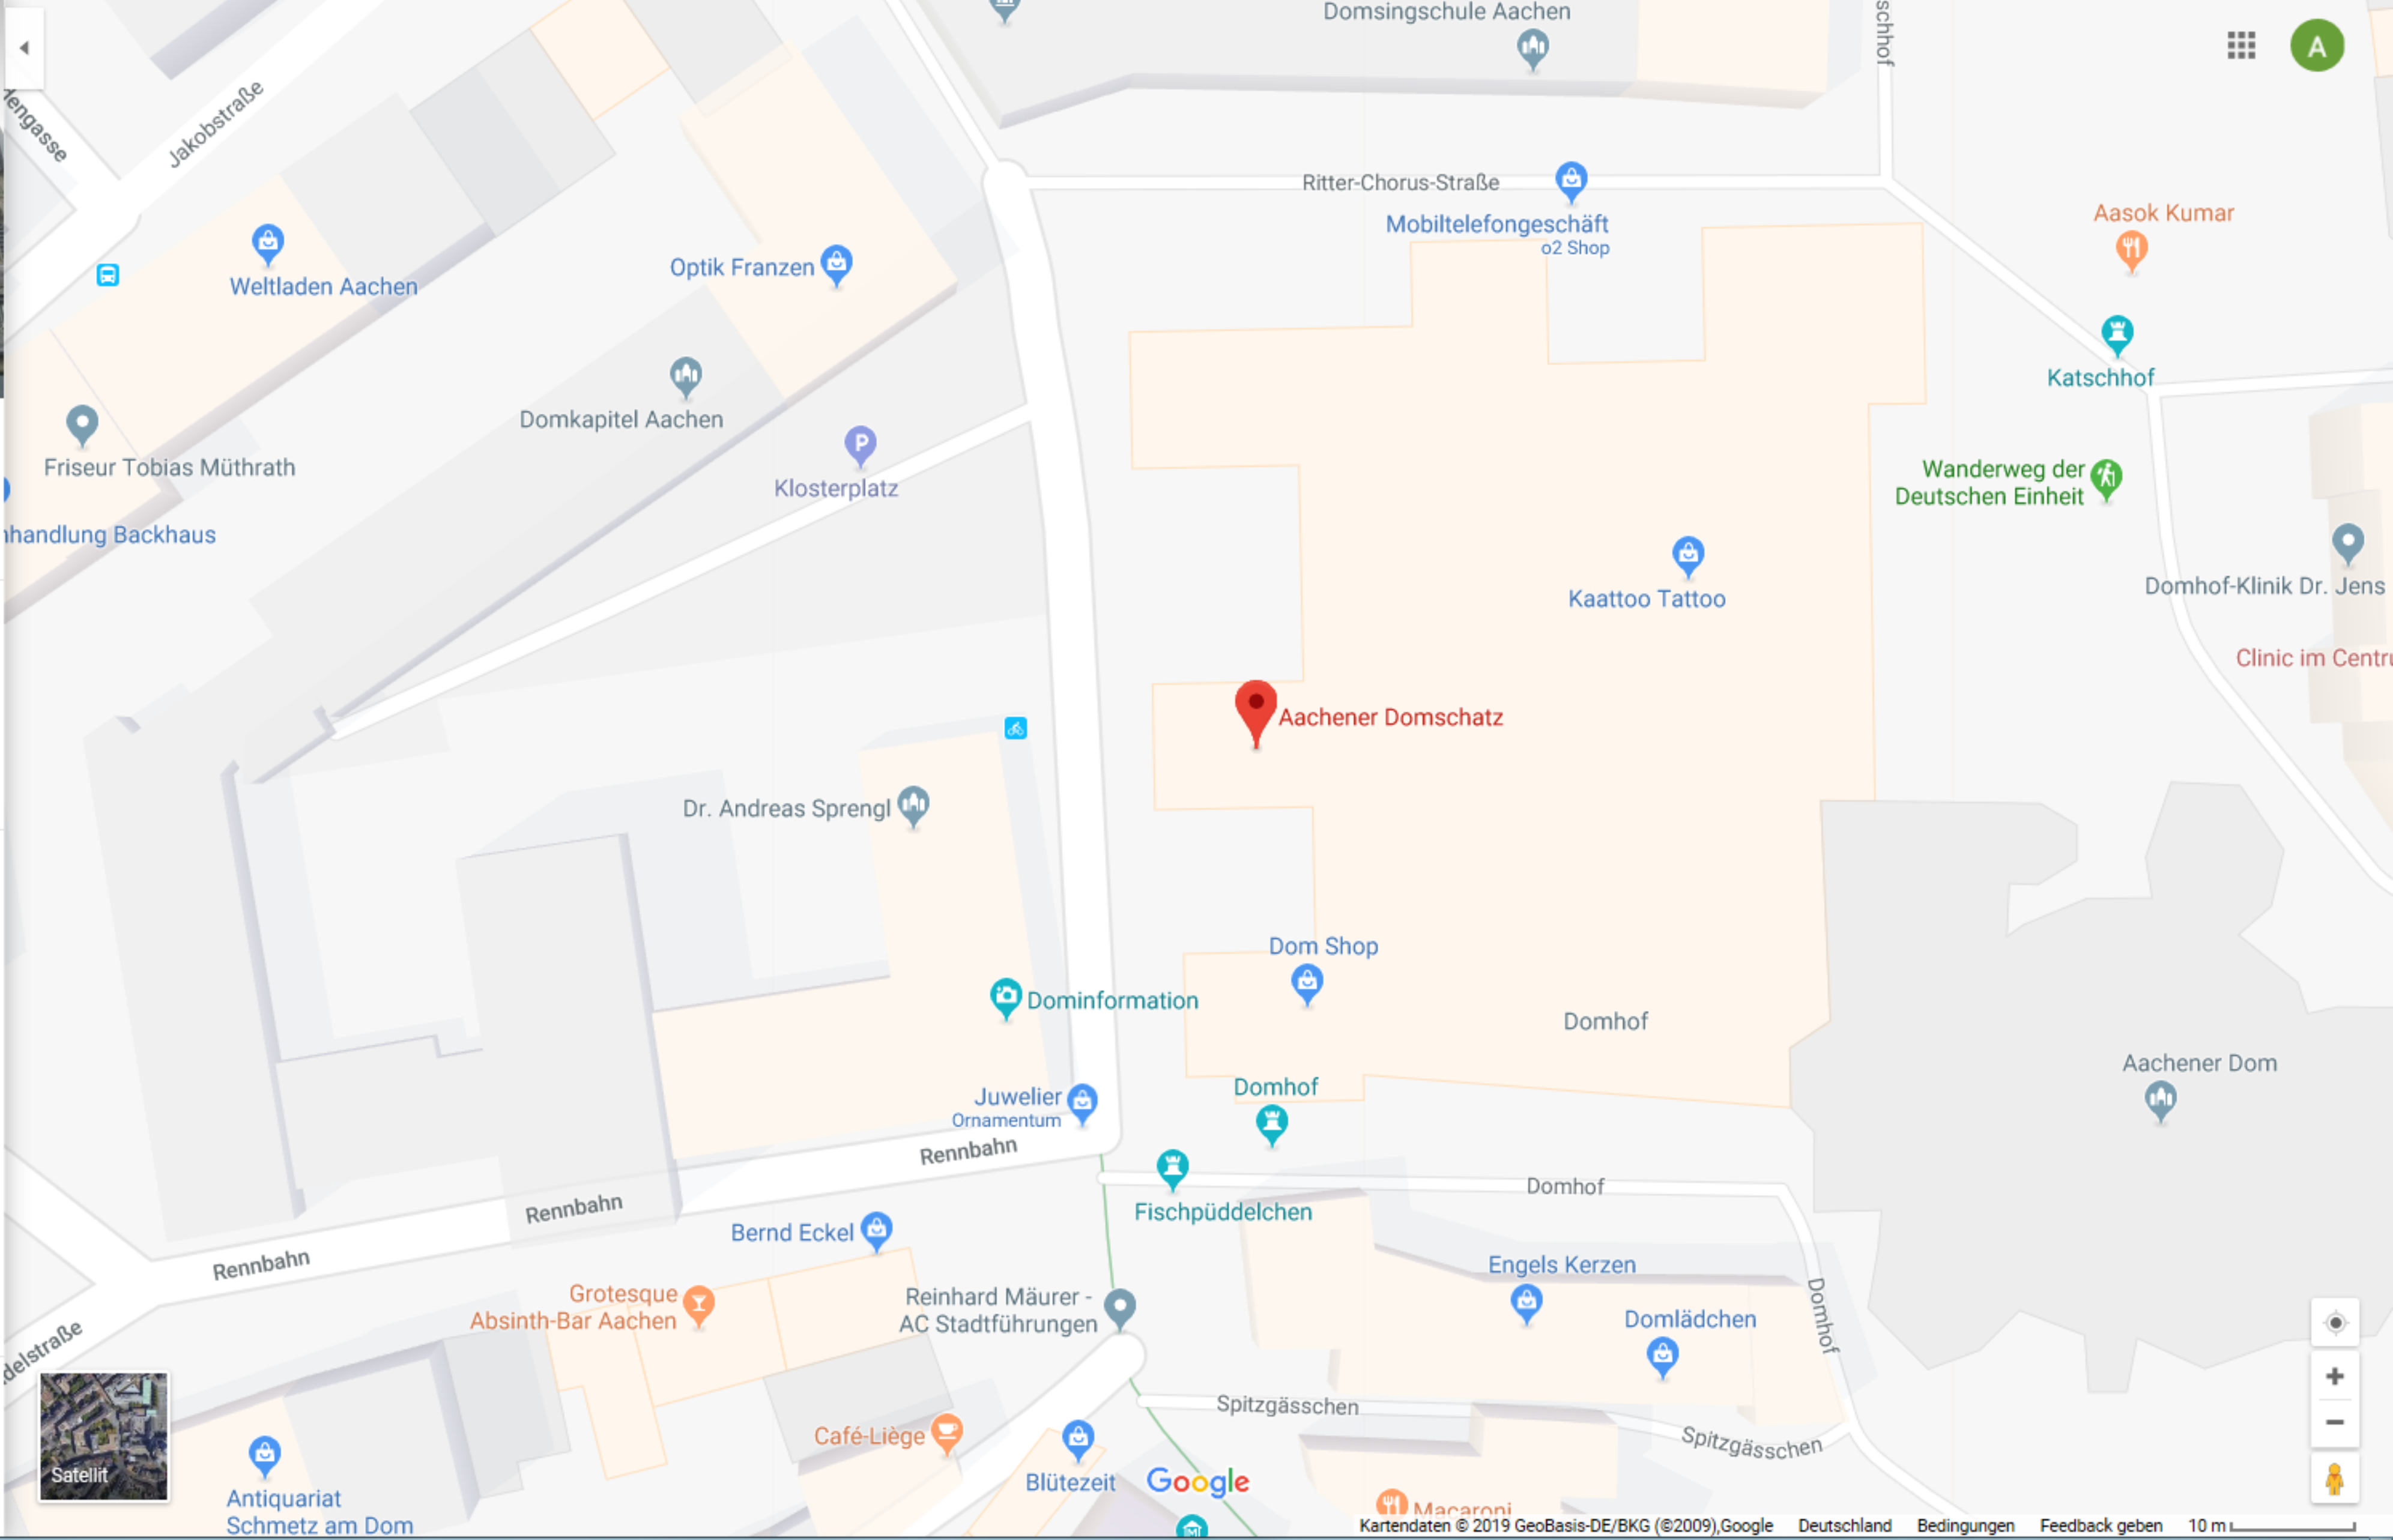 Domsingschule Aachen
schhof
A
Jakobstraße
Ritter-Chorus-Straße
Mobiltelefongeschäft
o2 Shop
Aasok Kumar
Optik Franzen
Weltladen Aachen
Katschhof
Domkapitel Aachen
P
Klosterplatz
Friseur Tobias Müthrath
Wanderweg der
Deutschen Einheit
nhandlung Backhaus
Kaattoo Tattoo
Domhof-Klinik Dr. Jens
Clinic im Centru
Aachener Domschatz
Dr. Andreas Sprengl
Dom Shop
Dominformation
Domhof
Aachener Dom
Domhof
Juwelier
Ornamentum
Rennbahn
Domhof
Rennbahn
Fischpüddelchen
Bernd Eckel
Rennbahn
Engels Kerzen
Grotesque
Absinth-Bar Aachen
Reinhard Mäurer -
AC Stadtführungen
Domlädchen
Domhof
delstraße
Spitzgässchen
Spitzgässchen
Café-Liège
Satellit
Blütezeit
Google
Antiquariat
Schmetz am Dom
Macaroni
Kartendaten © 2019 GeoBasis-DE/BKG (©2009),Google Deutschland Bedingungen Feedback geben 10 m